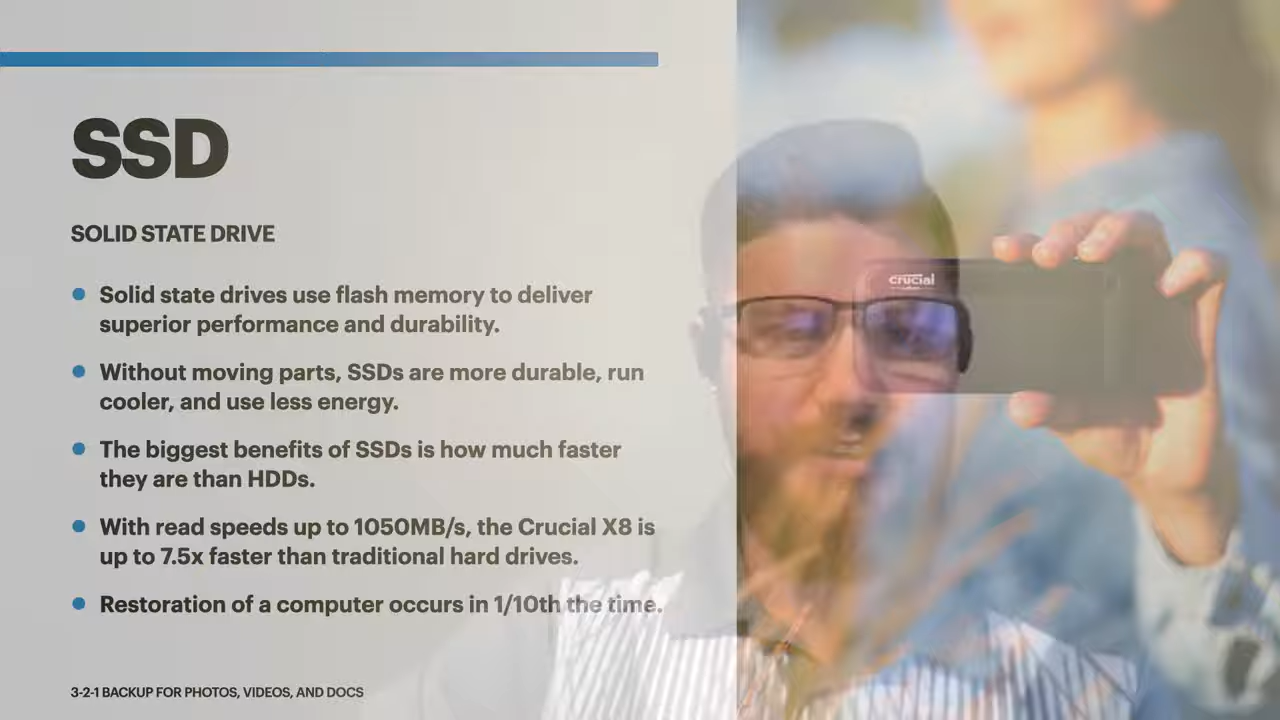 SSD
SOLID STATE DRIVE
Solid state drives use flash memory to deliver
superior performance and durability.
Without moving parts, SSDs are more durable, run
cooler, and use less energy.
The biggest benefits of SSDs is how much faster
they are than HDDs.
With read speeds up to 1050MB/s, the Crucial X8 is
up to 7.5x faster than traditional hard drives.
Restoration of a computer occurs in 1/10th the time.
3-2-1 BACKUP FOR PHOTOS, VIDEOS, AND DOCS
crucial